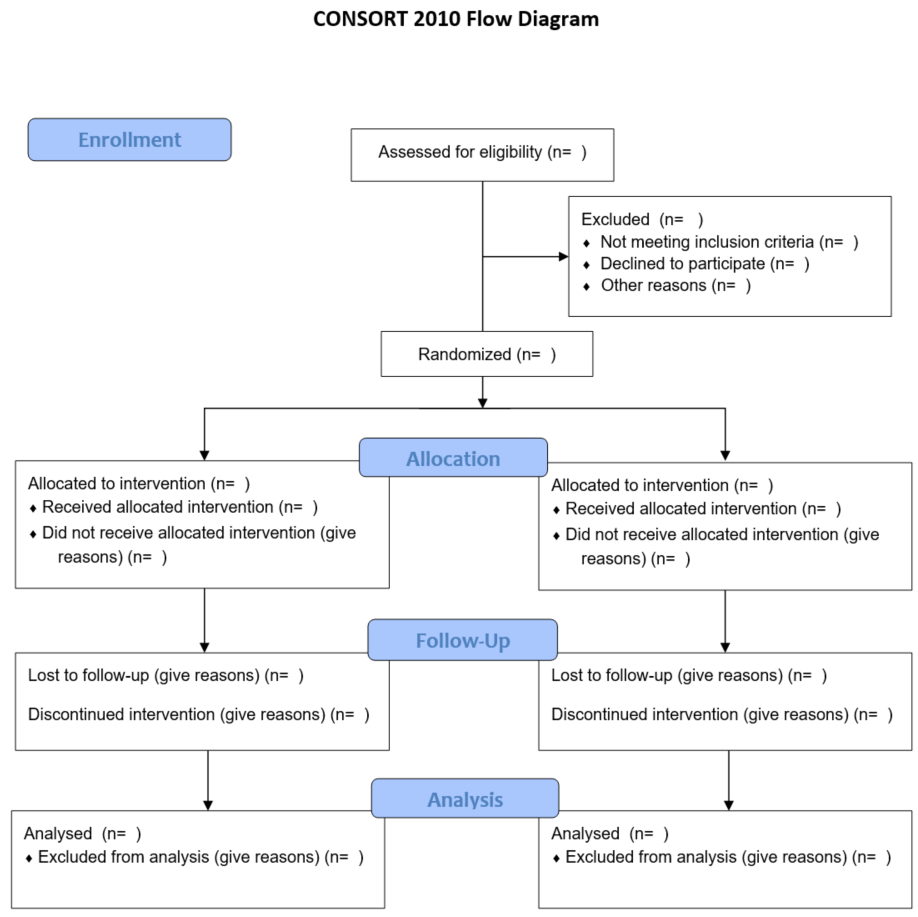 CONSORT 2010 Flow Diagram
Enrollment
Assessed for eligibility (n=  )
Excluded  (n=   )
♦ Not meeting inclusion criteria (n=  )
♦ Declined to participate (n=  )
♦ Other reasons (n=  )
Randomized (n=  )
Allocation
Allocated to intervention (n=  )
♦ Received allocated intervention (n=  )
♦ Did not receive allocated intervention (give
reasons) (n=  )
Allocated to intervention (n=  )
♦ Received allocated intervention (n=  )
♦ Did not receive allocated intervention (give
reasons) (n=  )
Follow-Up
Lost to follow-up (give reasons) (n=  )
Discontinued intervention (give reasons) (n=  )
Lost to follow-up (give reasons) (n=  )
Discontinued intervention (give reasons) (n=  )
Analysis
Analysed  (n=  )
♦ Excluded from analysis (give reasons) (n=  )
Analysed  (n=  )
♦ Excluded from analysis (give reasons) (n=  )